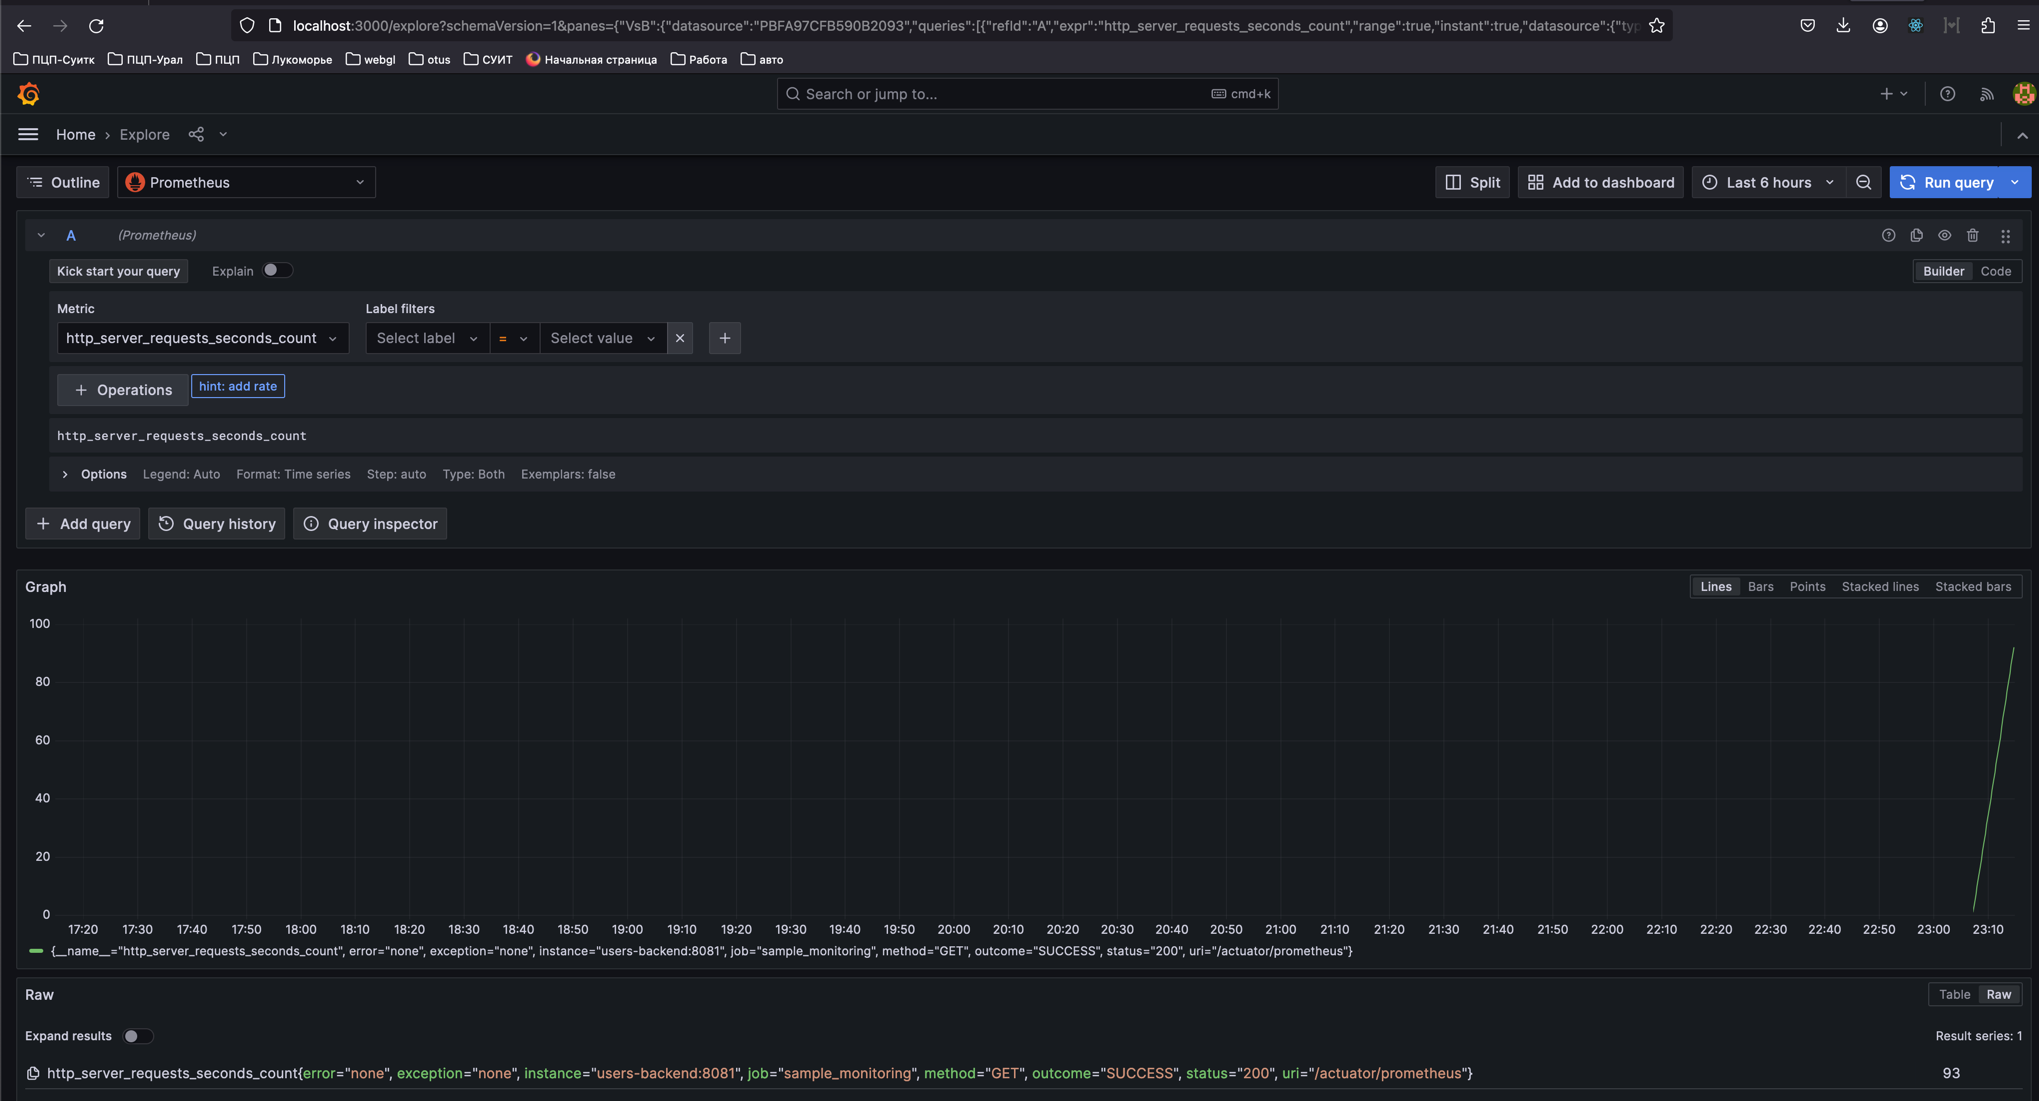 localhost:3000/explore?schemaVersion=1&panes={"VsB":{"datasource":"PBFA97CFB590B2093","queries":[{"refId":"A","expr":"http_server_requests_seconds_count","range":true,"instant":true,"datasource":{"typ
ПЦП-Суитк ПЦП-Урал ПЦП Лукоморье webgl otus СУИТ Начальная страница Работа авто
Search or jump to... cmd+k
Home › Explore
Outline Prometheus Split Add to dashboard Last 6 hours Run query
A (Prometheus)
Kick start your query Explain Builder Code
Metric Label filters
http_server_requests_seconds_count Select label = Select value
+ Operations hint: add rate
http_server_requests_seconds_count
Options Legend: Auto Format: Time series Step: auto Type: Both Exemplars: false
+ Add query Query history Query inspector
Graph Lines Bars Points Stacked lines Stacked bars
100
80
60
40
20
0
17:20 17:30 17:40 17:50 18:00 18:10 18:20 18:30 18:40 18:50 19:00 19:10 19:20 19:30 19:40 19:50 20:00 20:10 20:20 20:30 20:40 20:50 21:00 21:10 21:20 21:30 21:40 21:50 22:00 22:10 22:20 22:30 22:40 22:50 23:00 23:10
{__name__="http_server_requests_seconds_count", error="none", exception="none", instance="users-backend:8081", job="sample_monitoring", method="GET", outcome="SUCCESS", status="200", uri="/actuator/prometheus"}
Raw Table Raw
Expand results Result series: 1
http_server_requests_seconds_count{error="none", exception="none", instance="users-backend:8081", job="sample_monitoring", method="GET", outcome="SUCCESS", status="200", uri="/actuator/prometheus"} 93